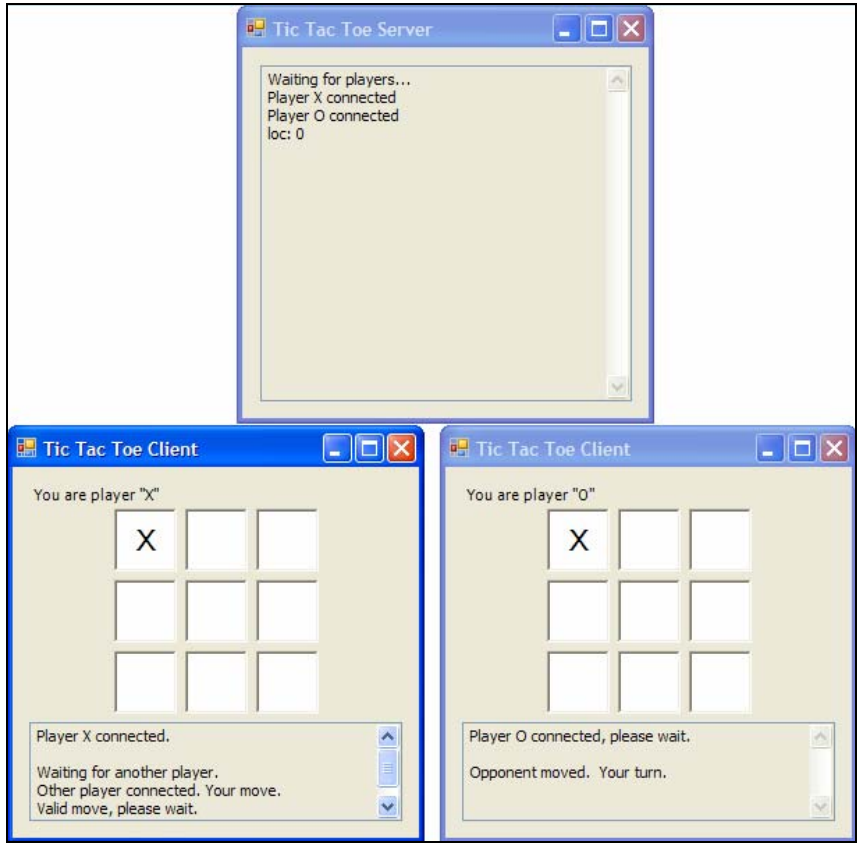 Tic Tac Toe Server
Waiting for players...
Player X connected
Player O connected
loc: 0
Tic Tac Toe Client
You are player "X"
X
Player X connected.
Waiting for another player.
Other player connected. Your move.
Valid move, please wait.
Tic Tac Toe Client
You are player "O"
X
Player O connected, please wait.
Opponent moved.  Your turn.